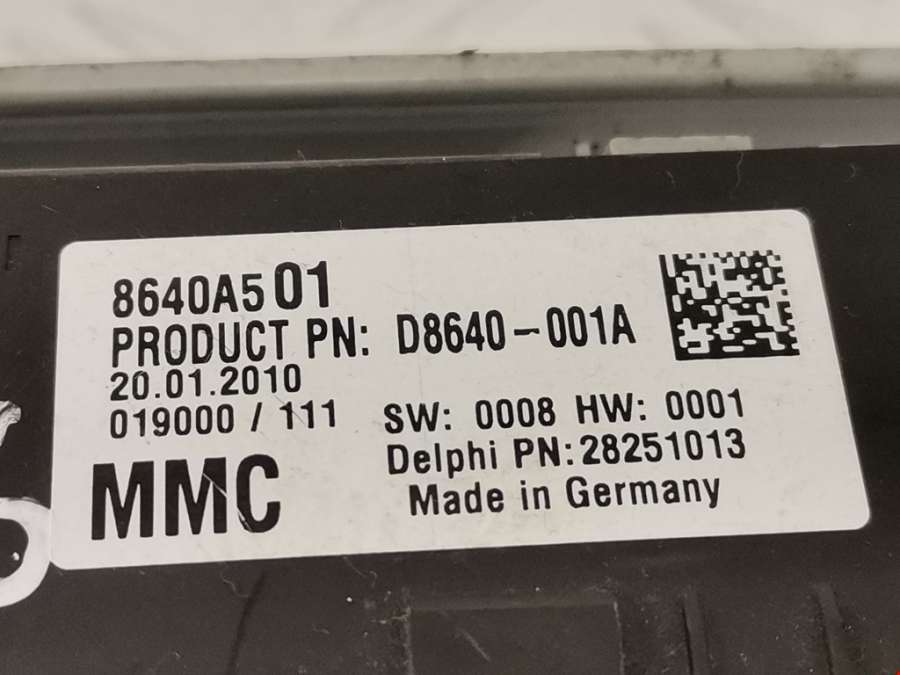 8640A501
PRODUCT PN: D8640-001A
20.01.2010
019000 / 111 SW: 0008 HW: 0001
Delphi PN:28251013
MMC Made in Germany